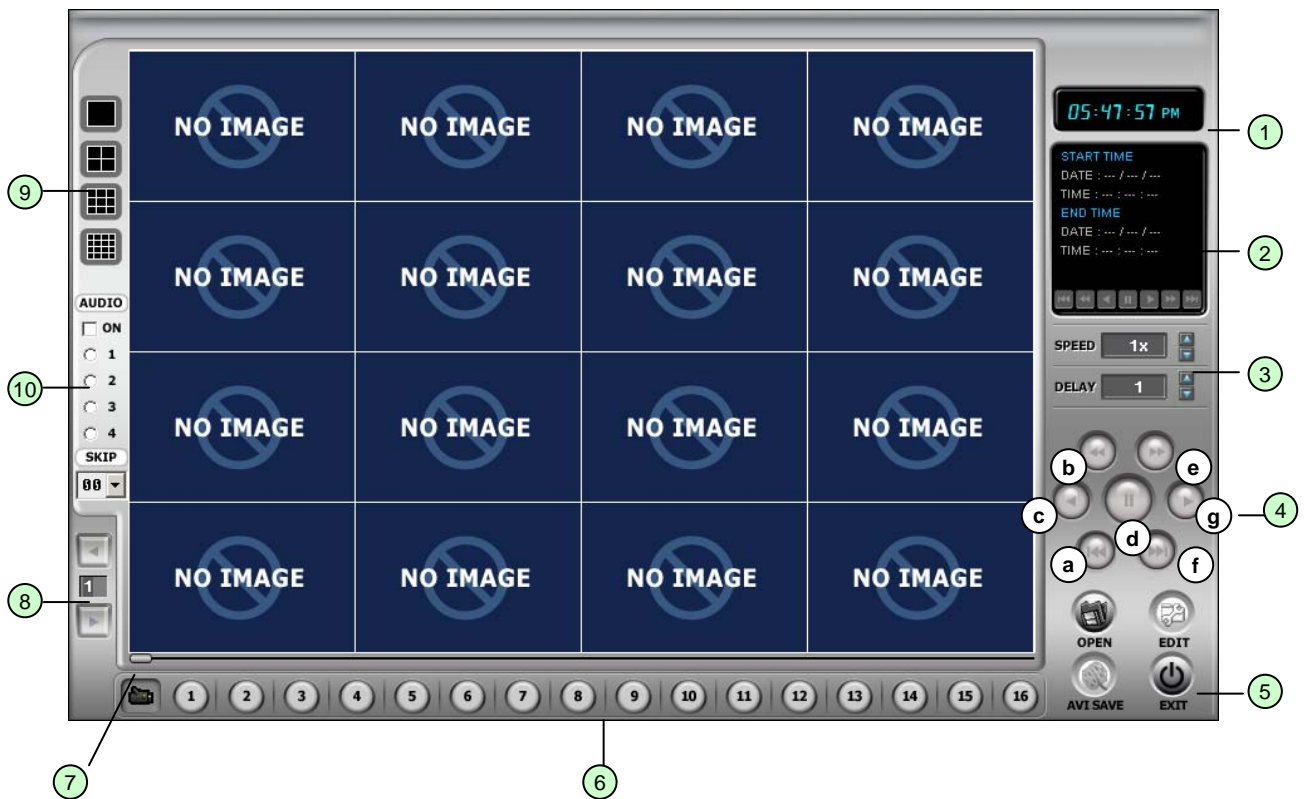 NO IMAGE NO IMAGE NO IMAGE NO IMAGE
NO IMAGE NO IMAGE NO IMAGE NO IMAGE
NO IMAGE NO IMAGE NO IMAGE NO IMAGE
NO IMAGE NO IMAGE NO IMAGE NO IMAGE
9
AUDIO
ON
1
2
3
4
10
SKIP
00
1
8
05:47:57 PM
1
START TIME
DATE : --- / --- / ---
TIME : --- : --- : ---
END TIME
DATE : --- / --- / ---
TIME : --- : --- : ---
2
SPEED 1x
DELAY 1
3
b e
c g
4
d
a f
OPEN EDIT
AVI SAVE EXIT
5
1 2 3 4 5 6 7 8 9 10 11 12 13 14 15 16
7 6